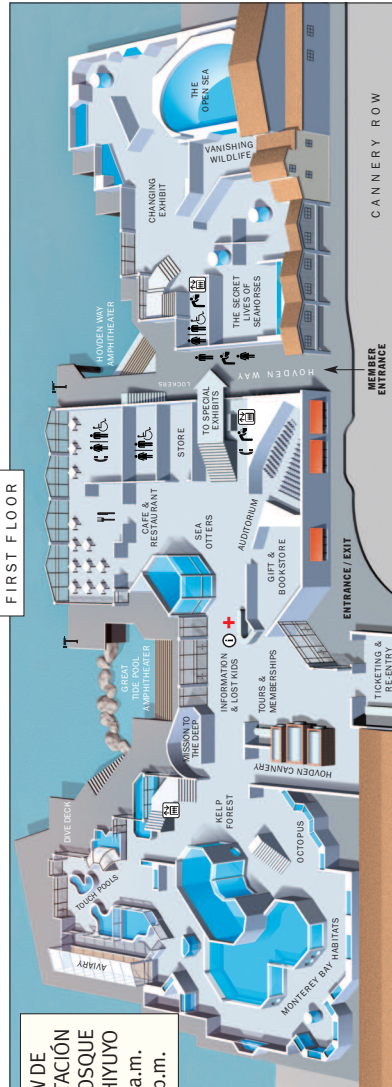 FIRST FLOOR
W DE
TACIÓN
OSQUE
HIYUYO
a.m.
p.m.
AVIARY
TOUCH POOLS
DIVE DECK
GREAT
TIDE POOL
AMPHITHEATER
MISSION TO
THE DEEP
KELP
FOREST
OCTOPUS
MONTEREY BAY HABITATS
HOVDEN CANNERY
TOURS &
MEMBERSHIPS
INFORMATION
& LOST KIDS
i
SEA
OTTERS
CAFE &
RESTAURANT
STORE
LOCKERS
TO SPECIAL
EXHIBITS
AUDITORIUM
GIFT &
BOOKSTORE
ENTRANCE / EXIT
TICKETING &
RE-ENTRY
HOVDEN WAY
AMPHITHEATER
HOVDEN WAY
MEMBER
ENTRANCE
CHANGING
EXHIBIT
THE SECRET
LIVES OF
SEAHORSES
VANISHING
WILDLIFE
THE
OPEN SEA
CANNERY ROW